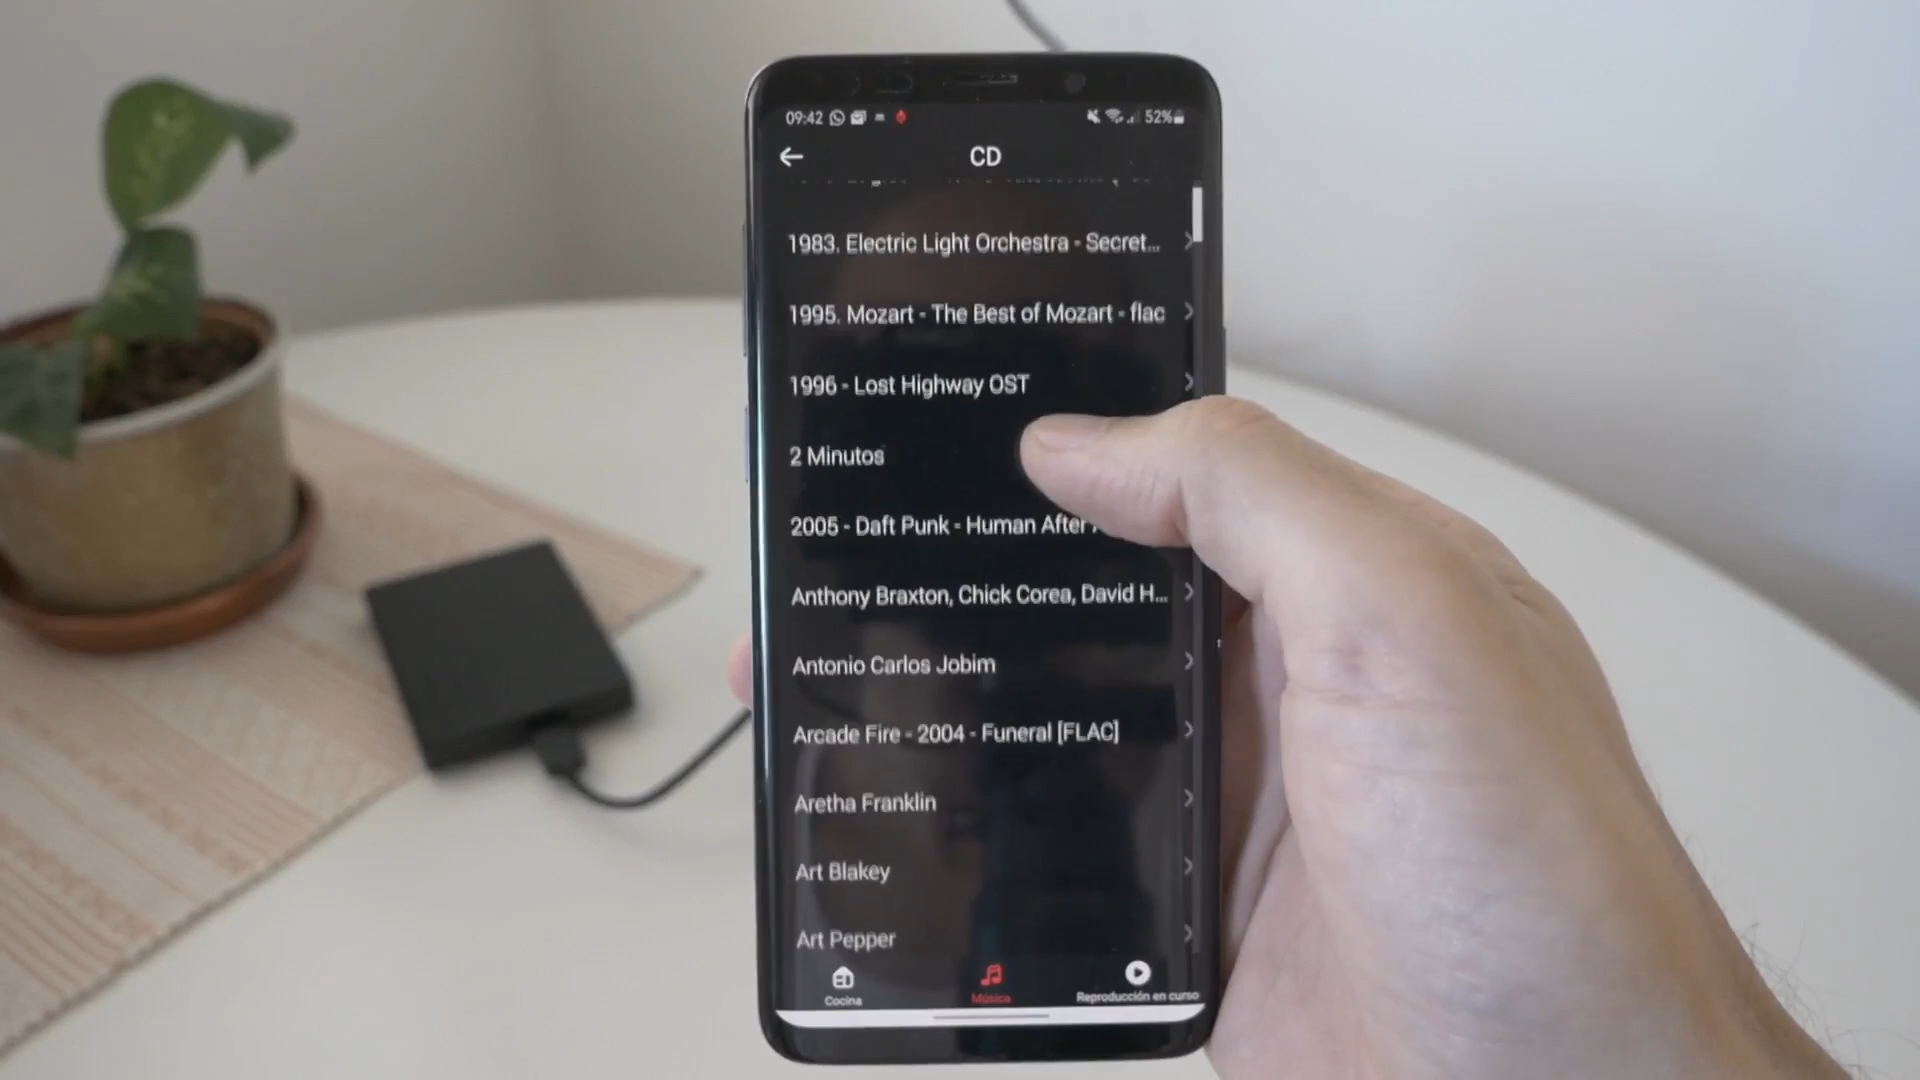 09:42
52%
CD
1983. Electric Light Orchestra - Secret...
1995. Mozart - The Best of Mozart - flac
1996 - Lost Highway OST
2 Minutos
2005 - Daft Punk - Human After
Anthony Braxton, Chick Corea, David H...
Antonio Carlos Jobim
Arcade Fire - 2004 - Funeral [FLAC]
Aretha Franklin
Art Blakey
Art Pepper
Cocina
Música
Reproducción en curso